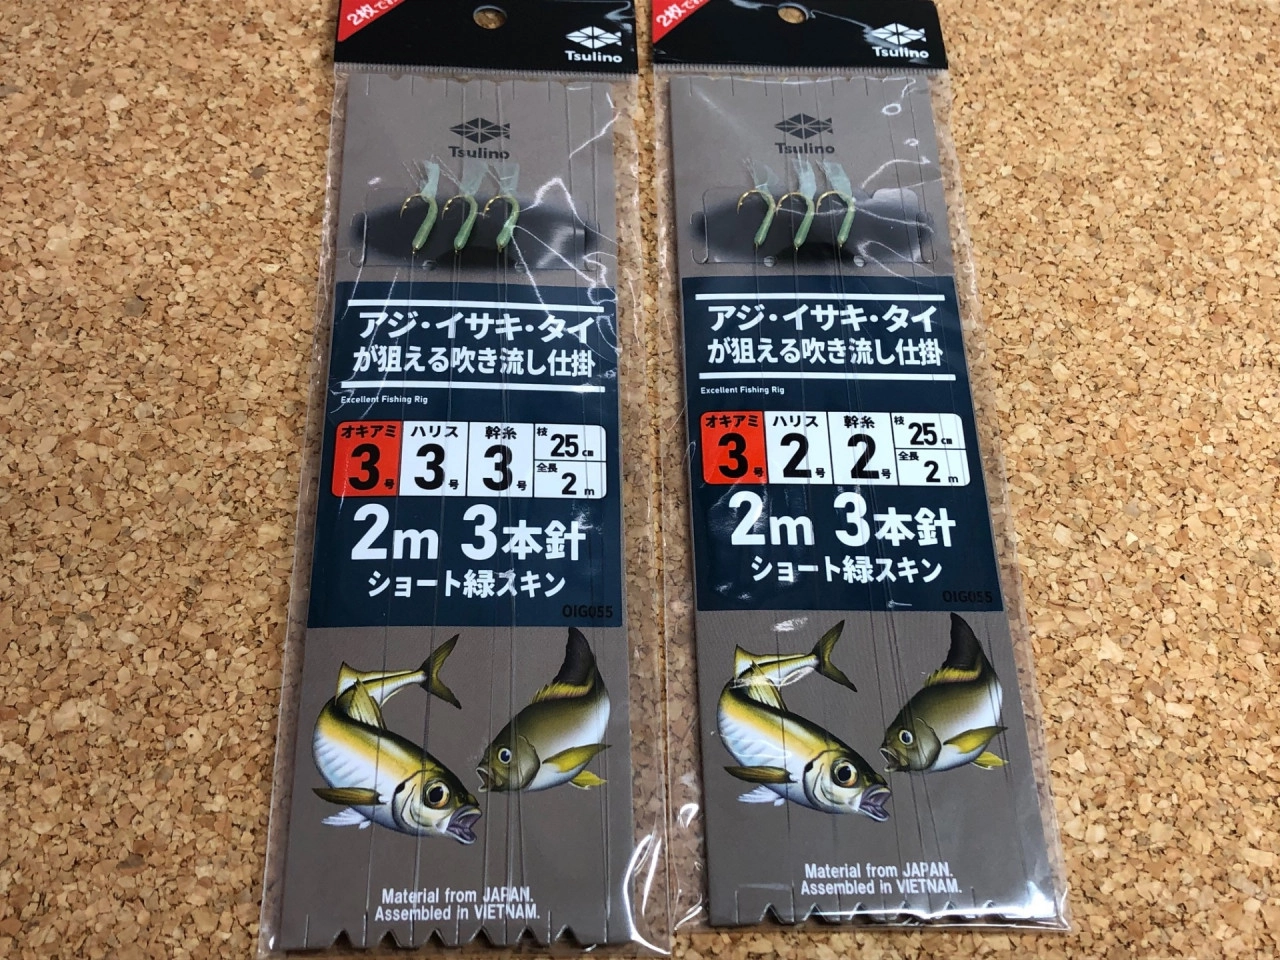 2枚
Tsulino
Tsulino
アジ・イサキ・タイ
が狙える吹き流し仕掛
Excellent Fishing Rig
オキアミ 3号
ハリス 3号
幹糸 3号
枝 25cm
全長 2m
2m 3本針
ショート緑スキン
OIG055
Material from JAPAN.
Assembled in VIETNAM.
2枚
Tsulino
Tsulino
アジ・イサキ・タイ
が狙える吹き流し仕掛
Excellent Fishing Rig
オキアミ 3号
ハリス 2号
幹糸 2号
枝 25cm
全長 2m
2m 3本針
ショート緑スキン
OIG055
Material from JAPAN.
Assembled in VIETNAM.